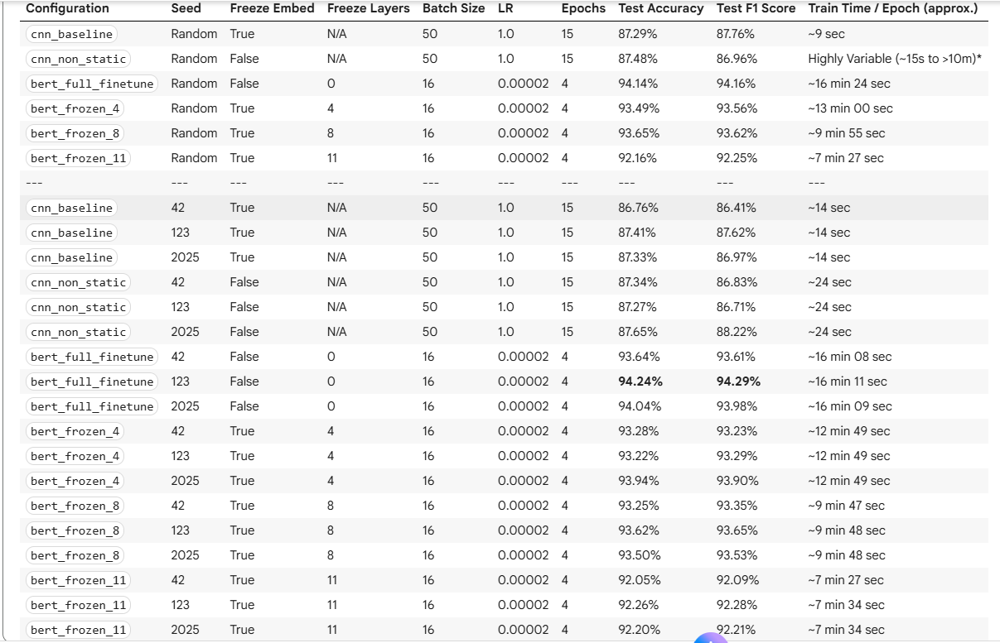 Configuration Seed Freeze Embed Freeze Layers Batch Size LR Epochs Test Accuracy Test F1 Score Train Time / Epoch (approx.)
cnn_baseline Random True N/A 50 1.0 15 87.29% 87.76% ~9 sec
cnn_non_static Random False N/A 50 1.0 15 87.48% 86.96% Highly Variable (~15s to >10m)*
bert_full_finetune Random False 0 16 0.00002 4 94.14% 94.16% ~16 min 24 sec
bert_frozen_4 Random True 4 16 0.00002 4 93.49% 93.56% ~13 min 00 sec
bert_frozen_8 Random True 8 16 0.00002 4 93.65% 93.62% ~9 min 55 sec
bert_frozen_11 Random True 11 16 0.00002 4 92.16% 92.25% ~7 min 27 sec
--- --- --- --- --- --- --- --- --- ---
cnn_baseline 42 True N/A 50 1.0 15 86.76% 86.41% ~14 sec
cnn_baseline 123 True N/A 50 1.0 15 87.41% 87.62% ~14 sec
cnn_baseline 2025 True N/A 50 1.0 15 87.33% 86.97% ~14 sec
cnn_non_static 42 False N/A 50 1.0 15 87.34% 86.83% ~24 sec
cnn_non_static 123 False N/A 50 1.0 15 87.27% 86.71% ~24 sec
cnn_non_static 2025 False N/A 50 1.0 15 87.65% 88.22% ~24 sec
bert_full_finetune 42 False 0 16 0.00002 4 93.64% 93.61% ~16 min 08 sec
bert_full_finetune 123 False 0 16 0.00002 4 94.24% 94.29% ~16 min 11 sec
bert_full_finetune 2025 False 0 16 0.00002 4 94.04% 93.98% ~16 min 09 sec
bert_frozen_4 42 True 4 16 0.00002 4 93.28% 93.23% ~12 min 49 sec
bert_frozen_4 123 True 4 16 0.00002 4 93.22% 93.29% ~12 min 49 sec
bert_frozen_4 2025 True 4 16 0.00002 4 93.94% 93.90% ~12 min 49 sec
bert_frozen_8 42 True 8 16 0.00002 4 93.25% 93.35% ~9 min 47 sec
bert_frozen_8 123 True 8 16 0.00002 4 93.62% 93.65% ~9 min 48 sec
bert_frozen_8 2025 True 8 16 0.00002 4 93.50% 93.53% ~9 min 48 sec
bert_frozen_11 42 True 11 16 0.00002 4 92.05% 92.09% ~7 min 27 sec
bert_frozen_11 123 True 11 16 0.00002 4 92.26% 92.28% ~7 min 34 sec
bert_frozen_11 2025 True 11 16 0.00002 4 92.20% 92.21% ~7 min 34 sec